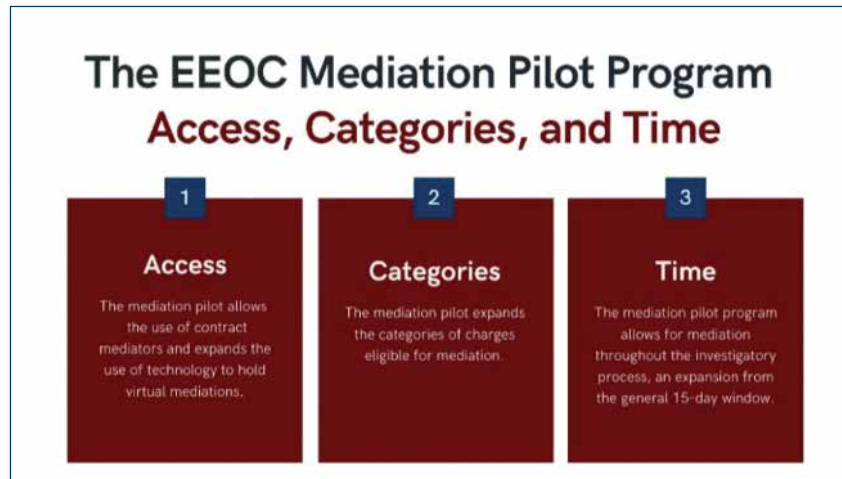 The EEOC Mediation Pilot Program
Access, Categories, and Time
1
Access
The mediation pilot allows
the use of contract
mediators and expands the
use of technology to hold
virtual mediations.
2
Categories
The mediation pilot expands
the categories of charges
eligible for mediation.
3
Time
The mediation pilot program
allows for mediation
throughout the investigatory
process, an expansion from
the general 15-day window.